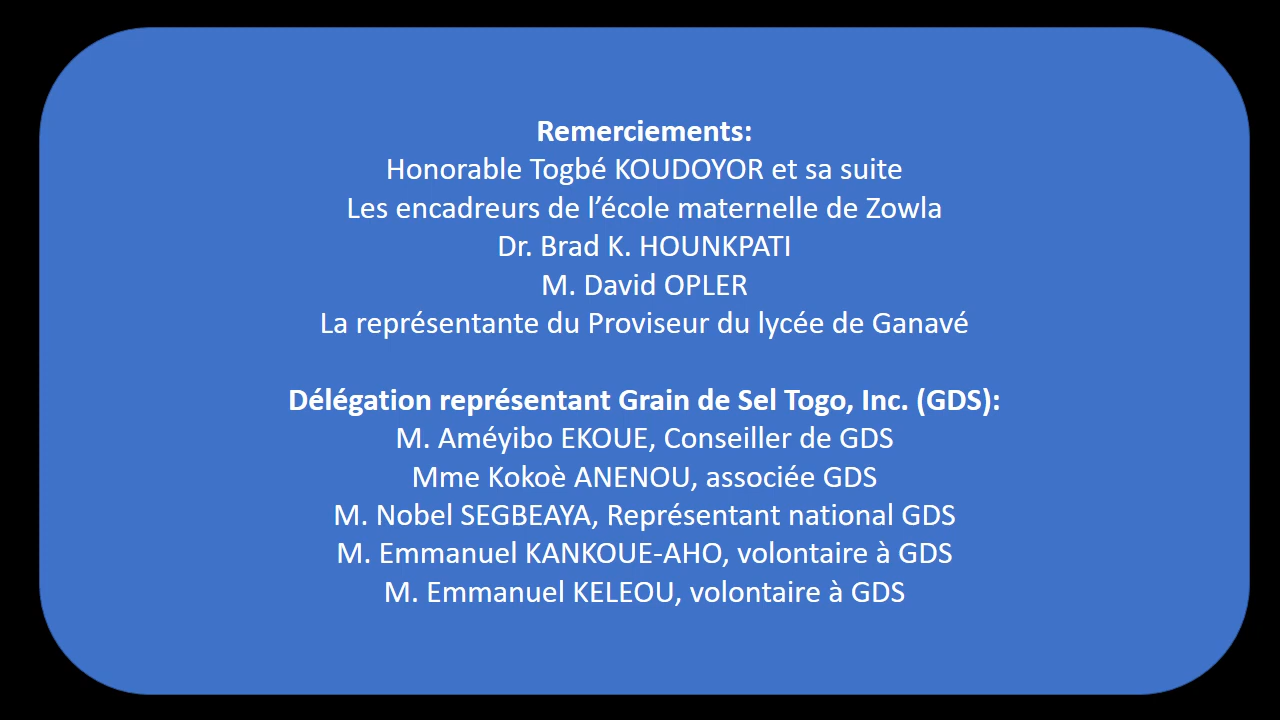 Remerciements:
Honorable Togbé KOUDOYOR et sa suite
Les encadreurs de l’école maternelle de Zowla
Dr. Brad K. HOUNKPATI
M. David OPLER
La représentante du Proviseur du lycée de Ganavé
Délégation représentant Grain de Sel Togo, Inc. (GDS):
M. Améyibo EKOUE, Conseiller de GDS
Mme Kokoè ANENOU, associée GDS
M. Nobel SEGBEAYA, Représentant national GDS
M. Emmanuel KANKOUE-AHO, volontaire à GDS
M. Emmanuel KELEOU, volontaire à GDS